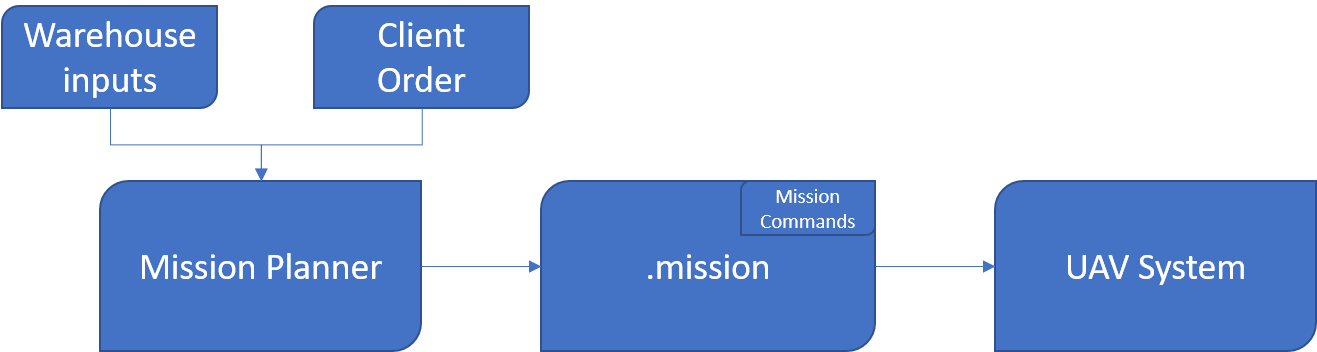 Warehouse
inputs
Client
Order
Mission Planner
.mission
Mission
Commands
UAV System